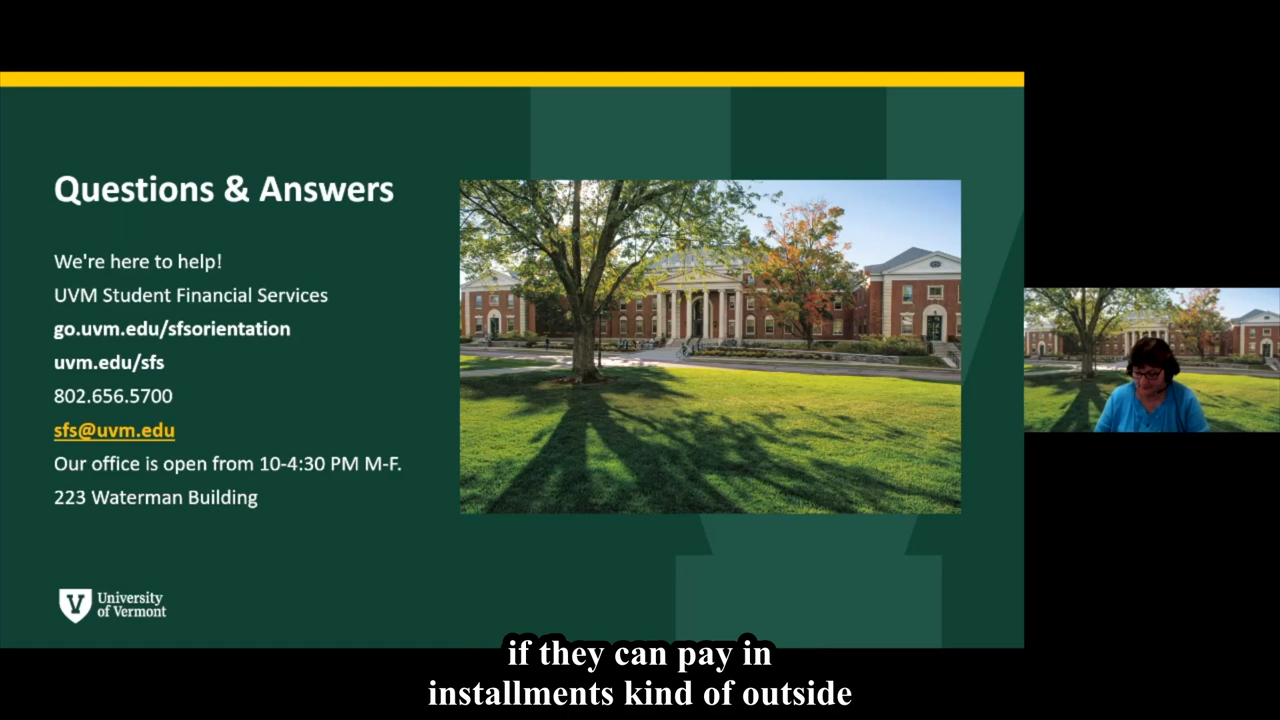 Questions & Answers
We're here to help!
UVM Student Financial Services
go.uvm.edu/sfsorientation
uvm.edu/sfs
802.656.5700
sfs@uvm.edu
Our office is open from 10-4:30 PM M-F.
223 Waterman Building
V University
of Vermont
if they can pay in
installments kind of outside